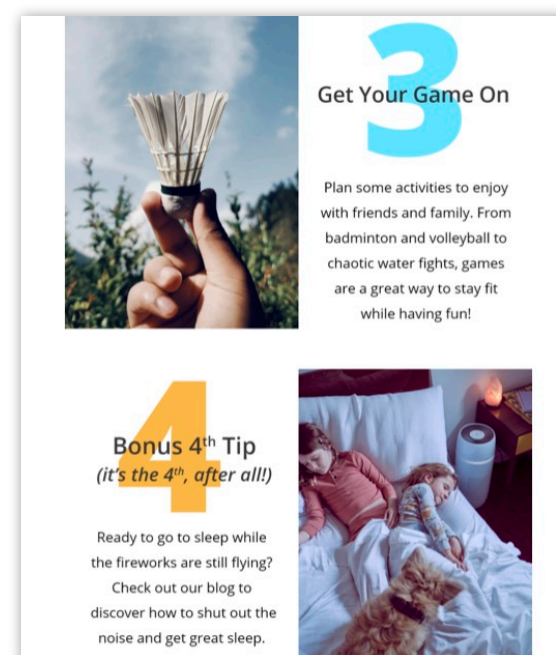 3
Get Your Game On
Plan some activities to enjoy
with friends and family. From
badminton and volleyball to
chaotic water fights, games
are a great way to stay fit
while having fun!
4
Bonus 4th Tip
(it's the 4th, after all!)
Ready to go to sleep while
the fireworks are still flying?
Check out our blog to
discover how to shut out the
noise and get great sleep.